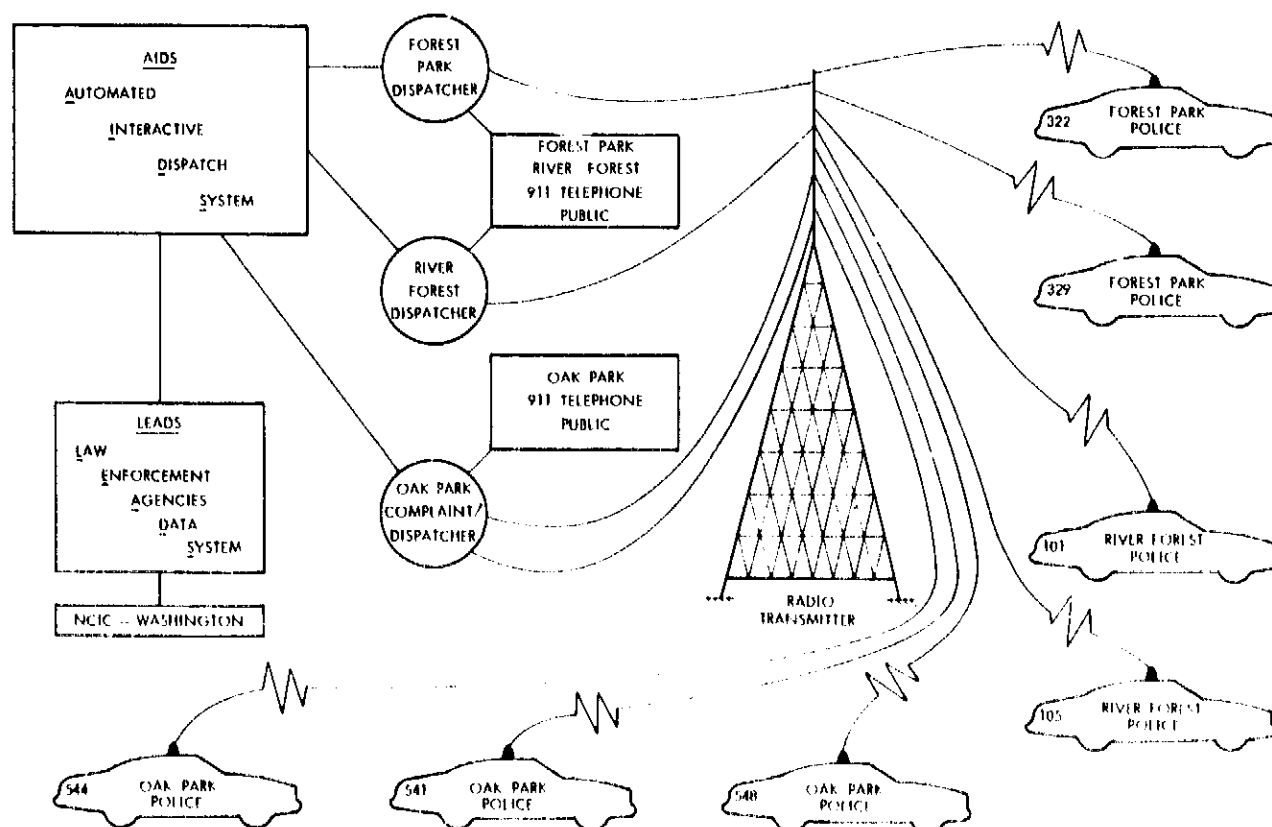 AIDS
AUTOMATED
INTERACTIVE
DISPATCH
SYSTEM
FOREST
PARK
DISPATCHER
FOREST PARK
RIVER FOREST
911 TELEPHONE
PUBLIC
RIVER
FOREST
DISPATCHER
OAK PARK
911 TELEPHONE
PUBLIC
OAK PARK
COMPLAINT/
DISPATCHER
LEADS
LAW
ENFORCEMENT
AGENCIES
DATA
SYSTEM
NCIC -- WASHINGTON
RADIO
TRANSMITTER
322
FOREST PARK
POLICE
329
FOREST PARK
POLICE
101
RIVER FOREST
POLICE
105
RIVER FOREST
POLICE
544
OAK PARK
POLICE
541
OAK PARK
POLICE
548
OAK PARK
POLICE